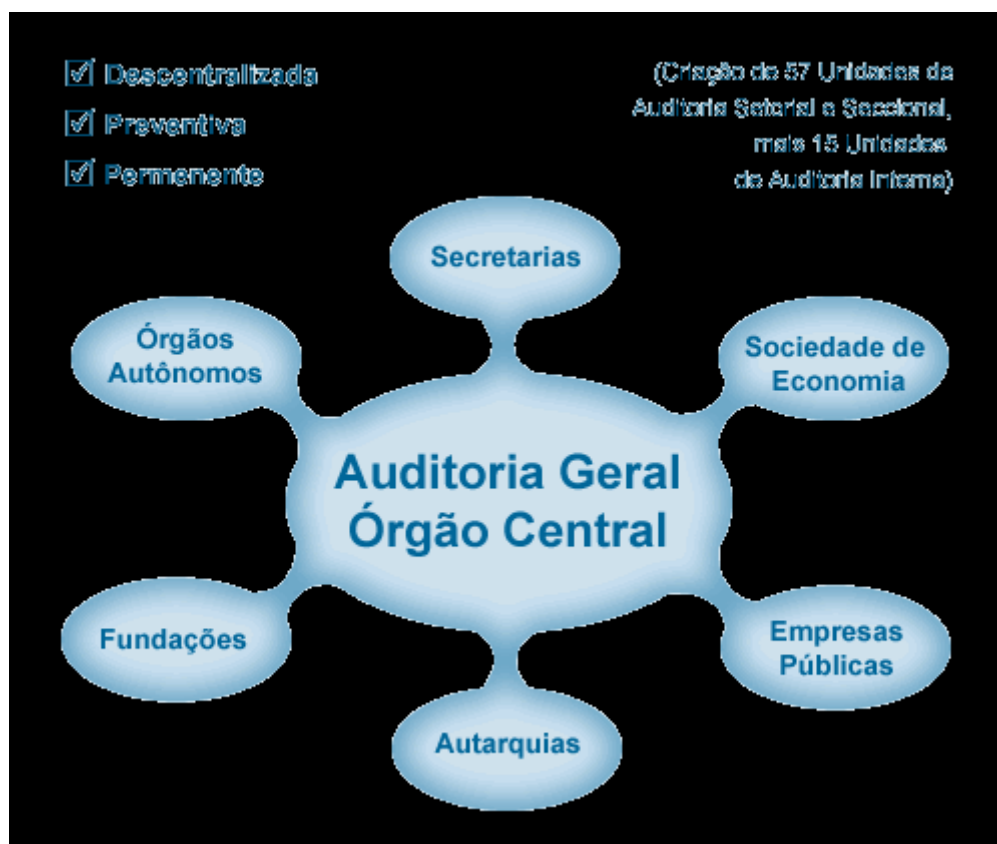 Descentralizada
Preventiva
Permanente
(Criação de 57 Unidades de
Auditoria Setorial e Seccional,
mais 15 Unidades
de Auditoria Interna)
Secretarias
Órgãos
Autônomos
Sociedade de
Economia
Auditoria Geral
Órgão Central
Fundações
Empresas
Públicas
Autarquias